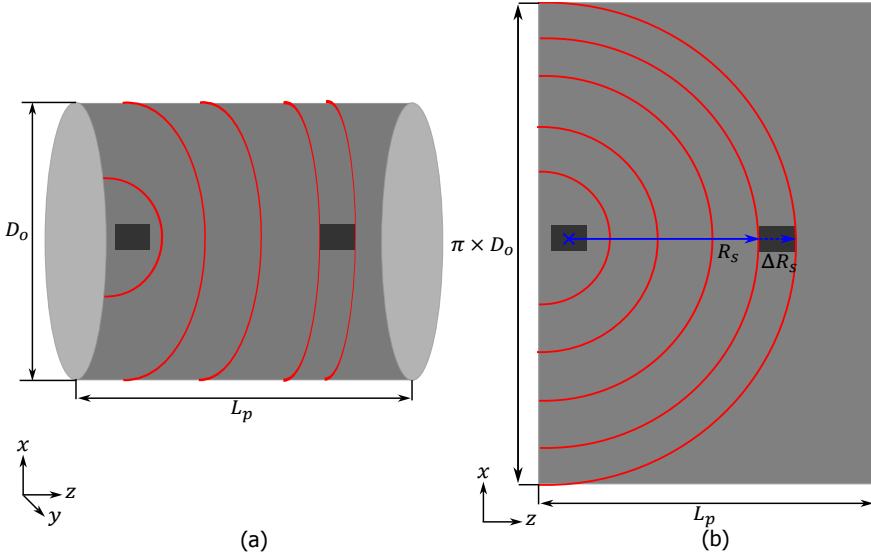 D_o
L_p
x
z
y
(a)
π × D_o
R_s
ΔR_s
L_p
x
z
(b)